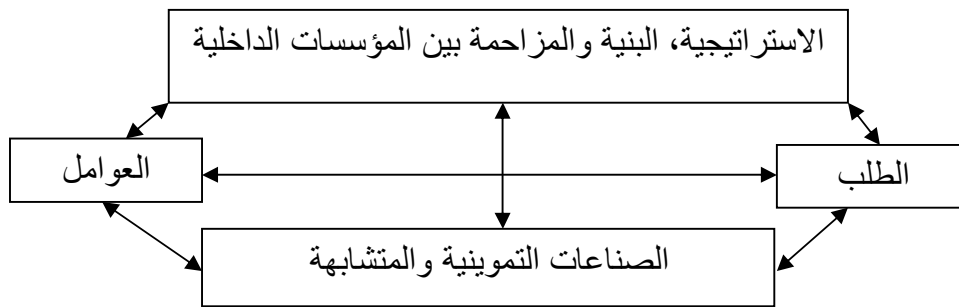 الاستراتيجية، البنية والمزاحمة بين المؤسسات الداخلية
الطلب
العوامل
الصناعات التموينية والمتشابهة